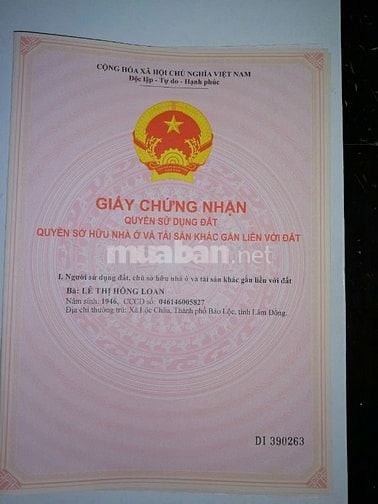 CỘNG HÒA XÃ HỘI CHỦ NGHĨA VIỆT NAM
Độc lập - Tự do - Hạnh phúc
GIẤY CHỨNG NHẬN
QUYỀN SỬ DỤNG ĐẤT
QUYỀN SỞ HỮU NHÀ Ở VÀ TÀI SẢN KHÁC GẮN LIỀN VỚI ĐẤT
muaban.net
I. Người sử dụng đất, chủ sở hữu nhà ở và tài sản khác gắn liền với đất
Bà: LÊ THỊ HỒNG LOAN
Năm sinh: 1946, CCCD số: 046146005827
Địa chỉ thường trú: Xã Lộc Châu, Thành phố Bảo Lộc, tỉnh Lâm Đồng.
DI 390263